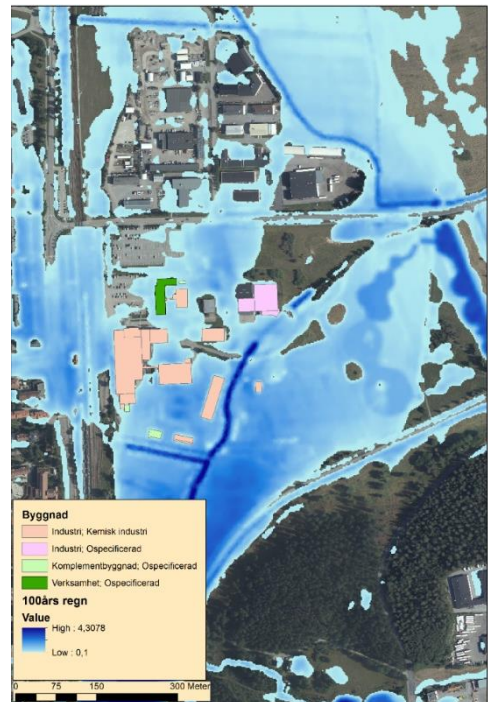 Byggnad
Industri; Kemisk industri
Industri; Ospecificerad
Komplementbyggnad; Ospecificerad
Verksamhet; Ospecificerad
100års regn
Value
High : 4,3078
Low : 0,1
0 75 150 300 Meter